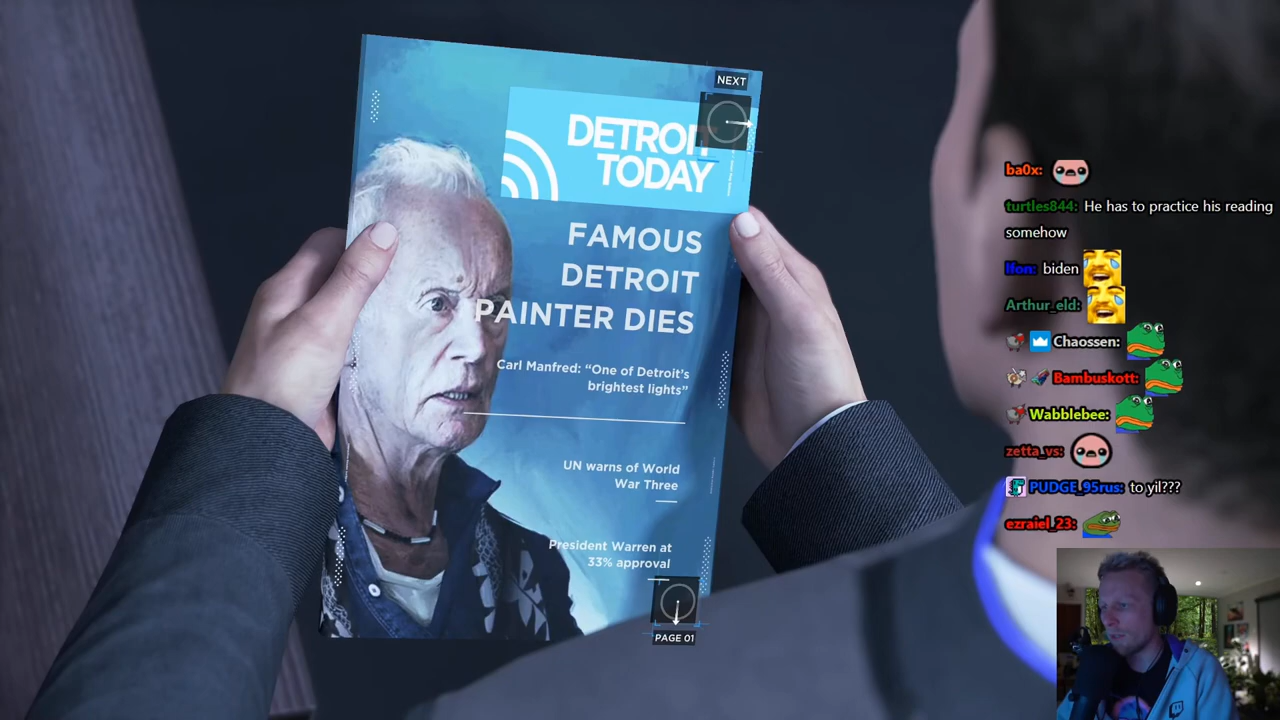 NEXT
DETROIT
TODAY
FAMOUS
DETROIT
PAINTER DIES
Carl Manfred: “One of Detroit's
brightest lights”
UN warns of World
War Three
President Warren at
33% approval
PAGE 01
ba0x:
turtles844: He has to practice his reading
somehow
lfon: biden
Arthur_eld:
Chaossen:
Bambuskott:
Wabblebee:
zetta_vs:
PUDGE_95rus: to yil???
ezraiel_23: